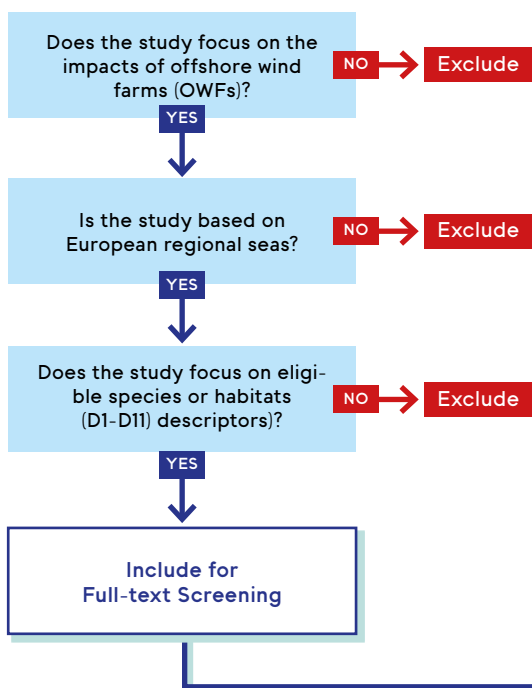 Does the study focus on the
impacts of offshore wind
farms (OWFs)?
NO
Exclude
YES
Is the study based on
European regional seas?
NO
Exclude
YES
Does the study focus on eligi-
ble species or habitats
(D1-D11) descriptors)?
NO
Exclude
YES
Include for
Full-text Screening